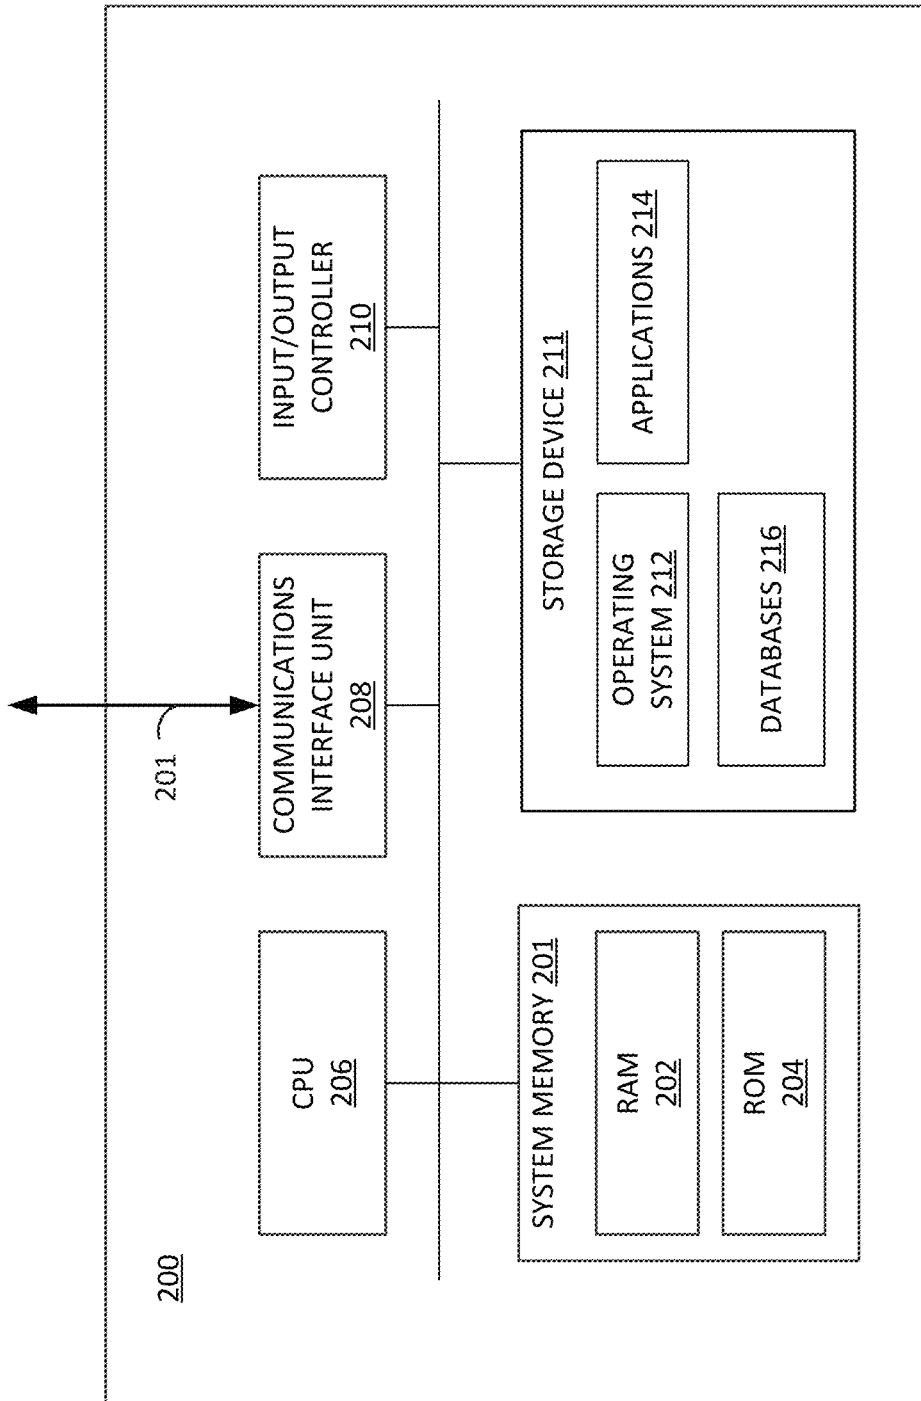 200
201
CPU
206
COMMUNICATIONS
INTERFACE UNIT
208
INPUT/OUTPUT
CONTROLLER
210
SYSTEM MEMORY 201
RAM
202
ROM
204
STORAGE DEVICE 211
OPERATING
SYSTEM 212
APPLICATIONS 214
DATABASES 216